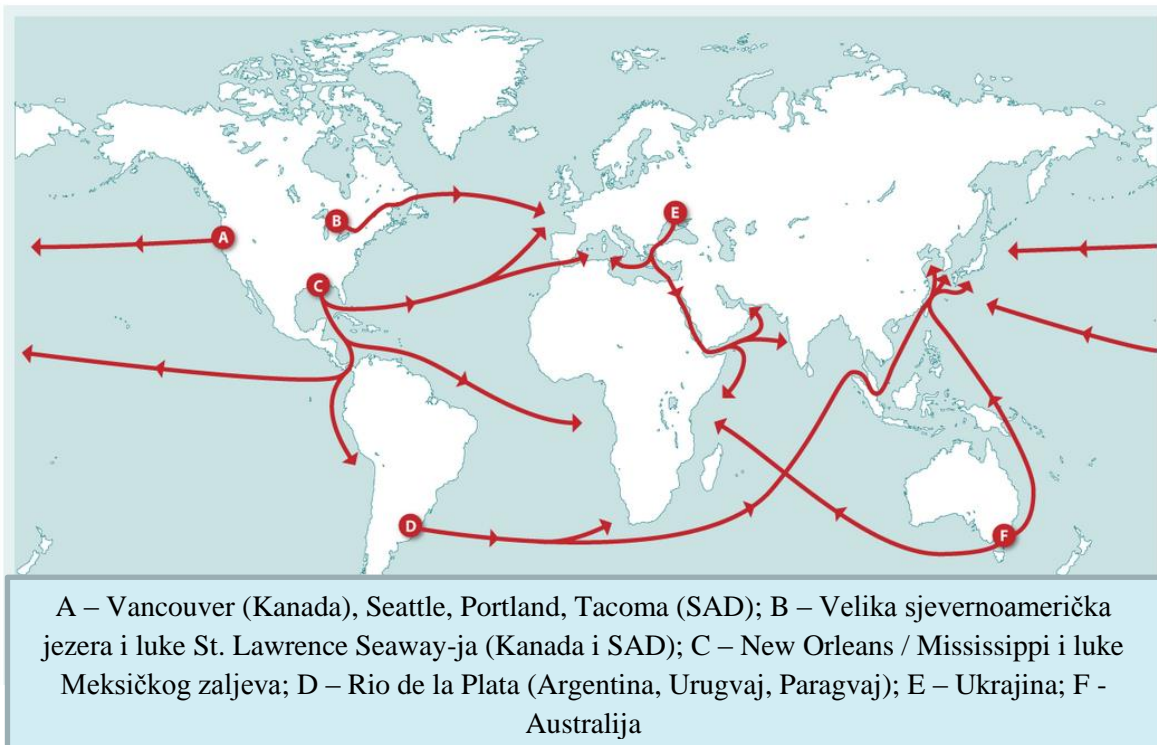 A
B
C
D
E
F
A – Vancouver (Kanada), Seattle, Portland, Tacoma (SAD); B – Velika sjevernoamerička
jezera i luke St. Lawrence Seaway-ja (Kanada i SAD); C – New Orleans / Mississippi i luke
Meksičkog zaljeva; D – Rio de la Plata (Argentina, Urugvaj, Paragvaj); E – Ukrajina; F -
Australija